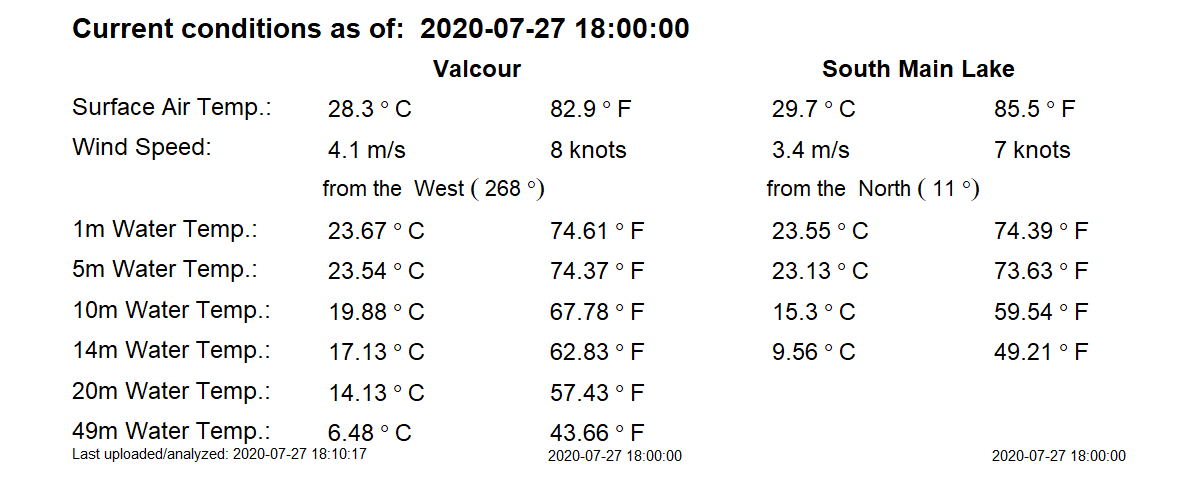 Current conditions as of:  2020-07-27 18:00:00
Valcour South Main Lake
Surface Air Temp.: 28.3 ° C 82.9 ° F 29.7 ° C 85.5 ° F
Wind Speed: 4.1 m/s 8 knots 3.4 m/s 7 knots
from the  West ( 268 °) from the  North ( 11 °)
1m Water Temp.: 23.67 ° C 74.61 ° F 23.55 ° C 74.39 ° F
5m Water Temp.: 23.54 ° C 74.37 ° F 23.13 ° C 73.63 ° F
10m Water Temp.: 19.88 ° C 67.78 ° F 15.3 ° C 59.54 ° F
14m Water Temp.: 17.13 ° C 62.83 ° F 9.56 ° C 49.21 ° F
20m Water Temp.: 14.13 ° C 57.43 ° F
49m Water Temp.: 6.48 ° C 43.66 ° F
Last uploaded/analyzed: 2020-07-27 18:10:17 2020-07-27 18:00:00 2020-07-27 18:00:00